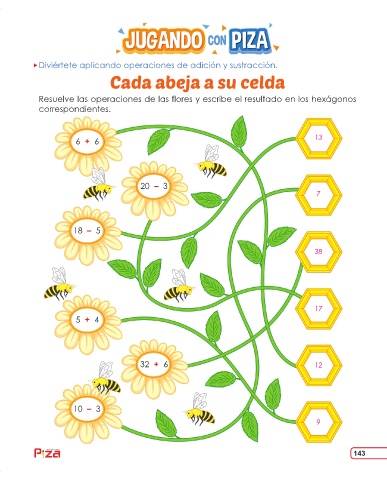 JUGANDO CON PIZA
▸Diviértete aplicando operaciones de adición y sustracción.
Cada abeja a su celda
Resuelve las operaciones de las flores y escribe el resultado en los hexágonos
correspondientes.
6 + 6
13
20 − 3
7
18 − 5
38
5 + 4
17
32 + 6
12
10 − 3
9
Piza
143